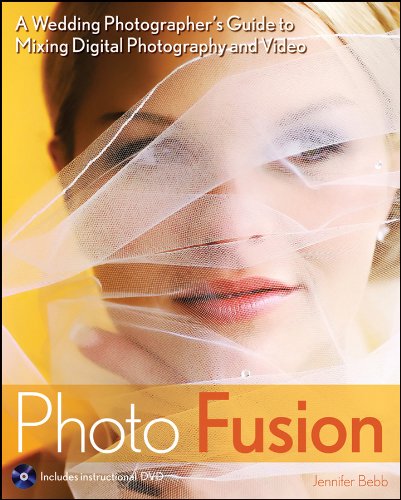 A Wedding Photographer's Guide to
Mixing Digital Photography and Video
Photo Fusion
Includes instructional DVD
Jennifer Bebb